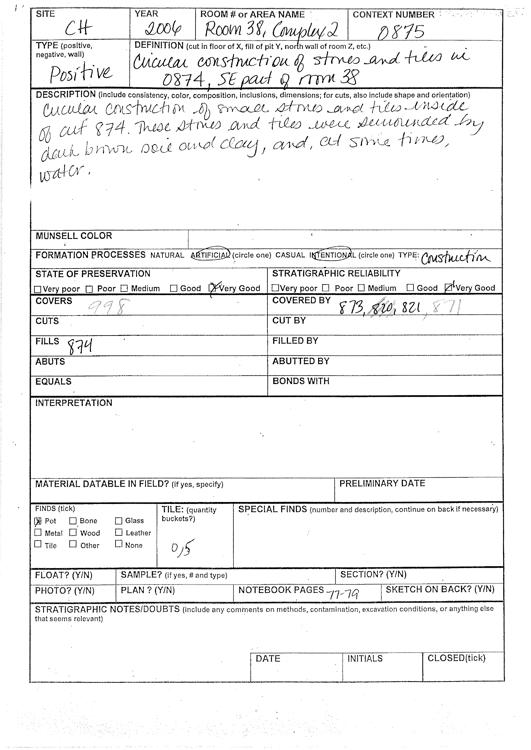 SITE CH YEAR 2006 ROOM # or AREA NAME Room 38, Complex 2 CONTEXT NUMBER 0875
TYPE (positive, negative, wall) Positive
DEFINITION (cut in floor of X, fill of pit Y, north wall of room Z, etc.)
Circular construction of stones and tiles in
0874, SE part of room 38
DESCRIPTION (Include consistency, color, composition, inclusions, dimensions; for cuts, also include shape and orientation)
Circular construction of small stones and tiles inside
of cut 874. These stones and tiles were surrounded by
dark brown soil and clay, and, at some times,
water.
MUNSELL COLOR
FORMATION PROCESSES NATURAL ARTIFICIAL (circle one) CASUAL INTENTIONAL (circle one) TYPE: Construction
STATE OF PRESERVATION STRATIGRAPHIC RELIABILITY
Very poor Poor Medium Good Very Good Very poor Poor Medium Good Very Good
COVERS 998 COVERED BY 873, 820, 821, 871
CUTS CUT BY
FILLS 874 FILLED BY
ABUTS ABUTTED BY
EQUALS BONDS WITH
INTERPRETATION
MATERIAL DATABLE IN FIELD? (if yes, specify) PRELIMINARY DATE
FINDS (tick) TILE: (quantity buckets?) SPECIAL FINDS (number and description, continue on back if necessary)
Pot Bone Glass
Metal Wood Leather
Tile Other None 0,5
FLOAT? (Y/N) SAMPLE? (if yes, # and type) SECTION? (Y/N)
PHOTO? (Y/N) PLAN ? (Y/N) NOTEBOOK PAGES 77-79 SKETCH ON BACK? (Y/N)
STRATIGRAPHIC NOTES/DOUBTS (include any comments on methods, contamination, excavation conditions, or anything else
that seems relevant)
DATE INITIALS CLOSED(tick)